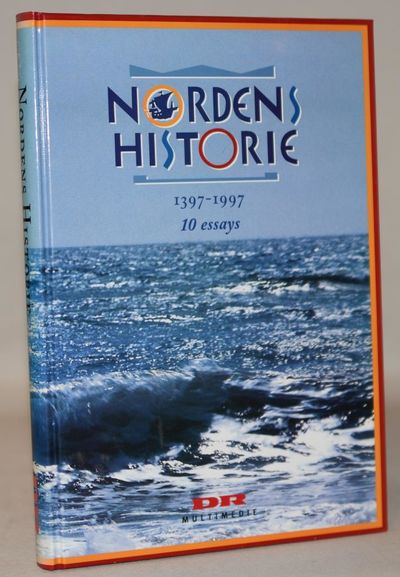 NORDENS
HISTORIE
1397-1997
10 essays
DR
MULTIMEDIE
NORDENS HISTORIE